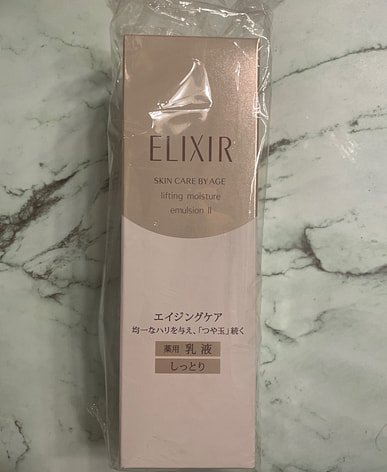 ELIXIR
SKIN CARE BY AGE
lifting moisture
emulsion II
エイジングケア
均一なハリを与え、「つや玉」続く
薬用 乳液
しっとり